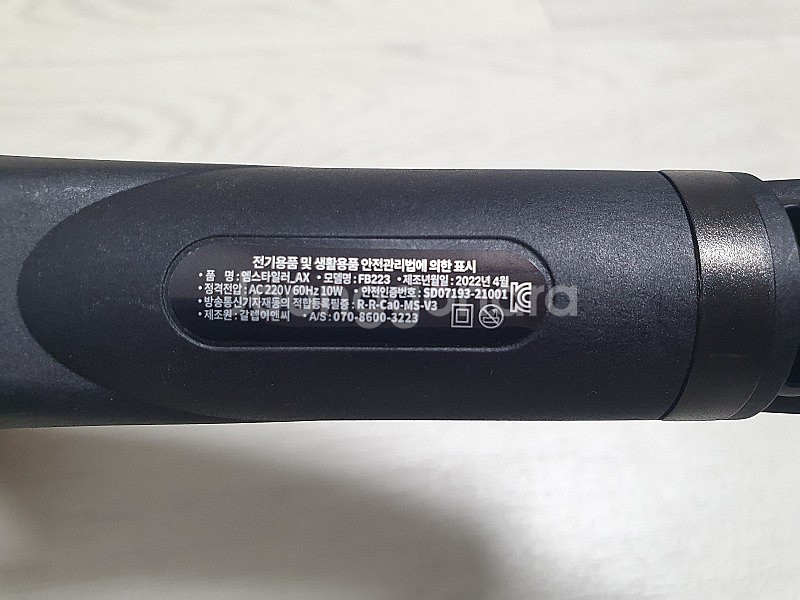 전기용품 및 생활용품 안전관리법에 의한 표시
• 품 명 : 엠스타일러_AX • 모델명 : FB223 • 제조년월일 : 2022년 4월
• 정격전압 : AC 220V 60Hz 10W 안전인증번호 : SD07193-21001
• 방송통신기자재등의 적합등록필증 : R-R-Ca0-MS-V3
• 제조원 : 갈렙이앤씨 A/S : 070-8600-3223